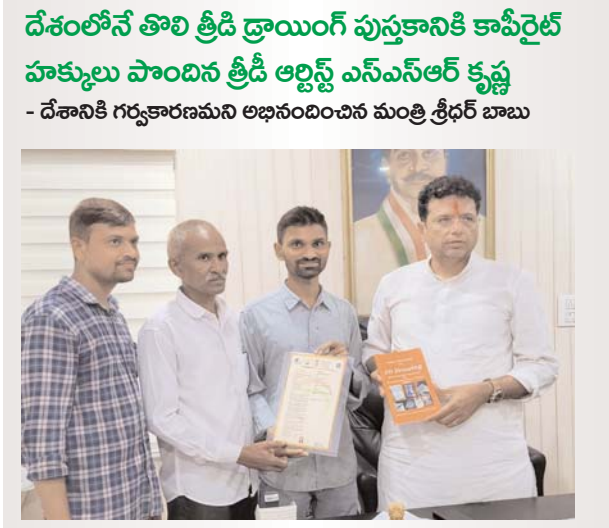 దేశంలోనే తొలి త్రీడి డ్రాయింగ్ పుస్తకానికి కాపీరైట్
హక్కులు పొందిన త్రీడీ ఆర్టిస్ట్ ఎస్ఎస్ఆర్ కృష్ణ
- దేశానికి గర్వకారణమని అభినందించిన మంత్రి శ్రీధర్ బాబు